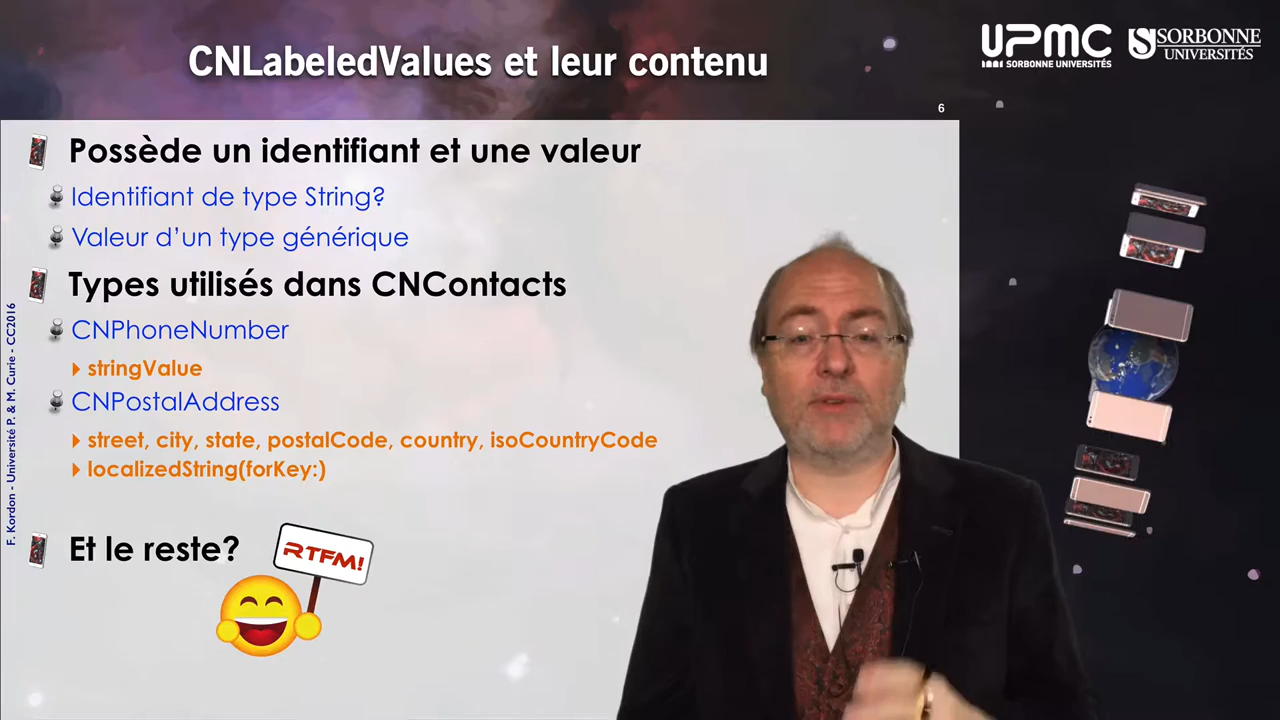 CNLabeledValues et leur contenu
UPMC
SORBONNE UNIVERSITÉS
SORBONNE
UNIVERSITÉS
6
Possède un identifiant et une valeur
Identifiant de type String?
Valeur d'un type générique
Types utilisés dans CNContacts
CNPhoneNumber
stringValue
CNPostalAddress
street, city, state, postalCode, country, isoCountryCode
localizedString(forKey:)
Et le reste?
RTFM!
F. Kordon - Université P. & M. Curie - CC2016